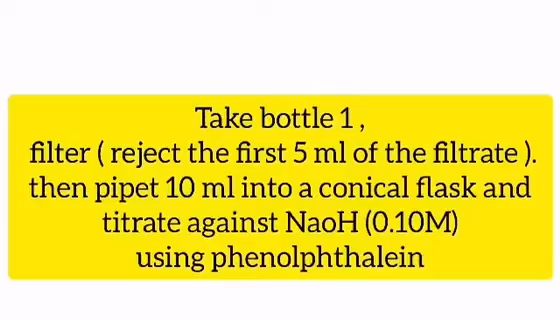 Take bottle 1 ,
filter ( reject the first 5 ml of the filtrate ).
then pipet 10 ml into a conical flask and
titrate against NaoH (0.10M)
using phenolphthalein